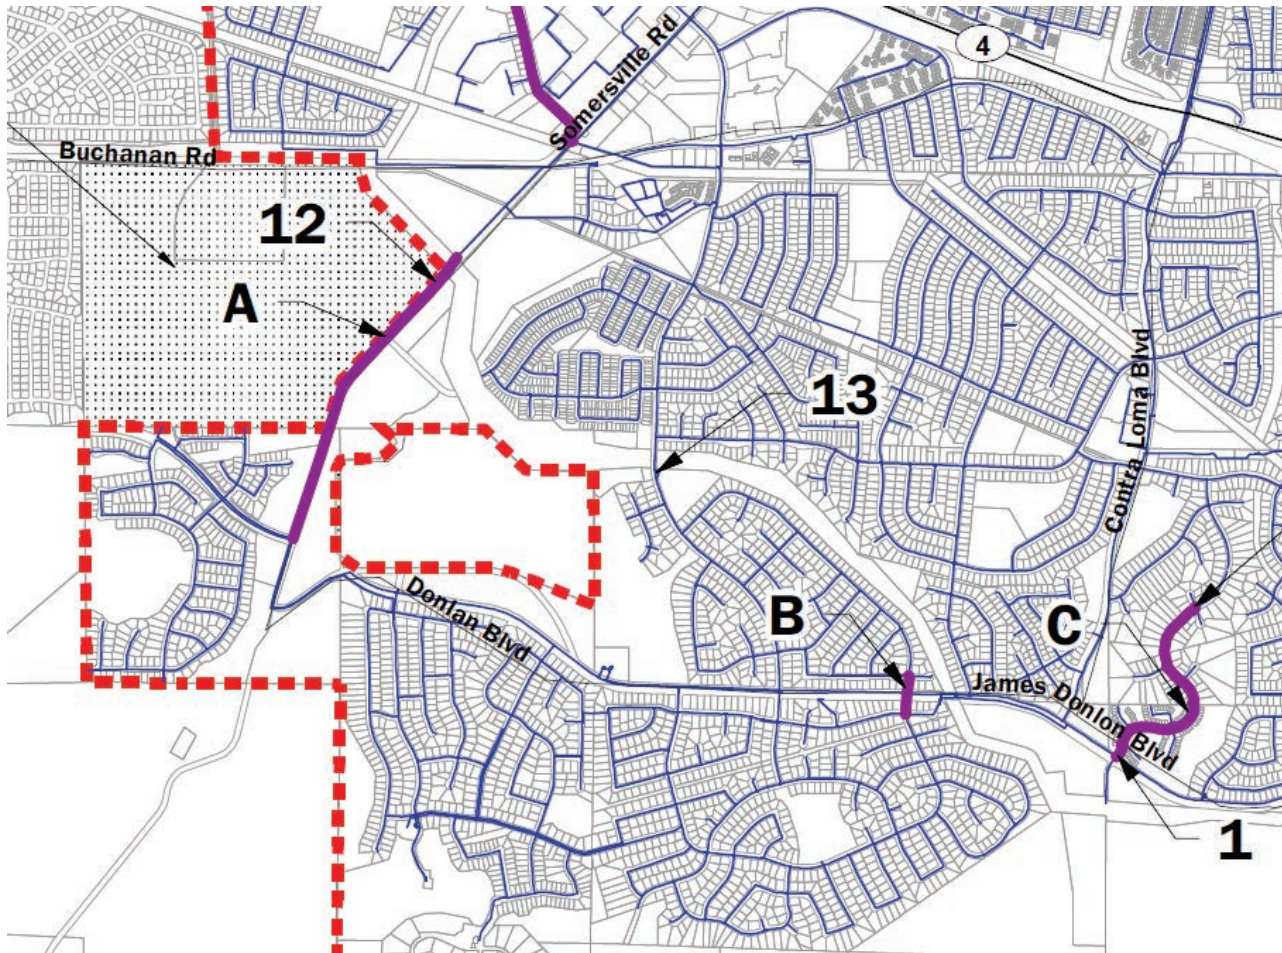 4
Somersville Rd
Buchanan Rd
12
A
13
Contra Loma Blvd
B
C
Donlan Blvd
James Donlon Blvd
1